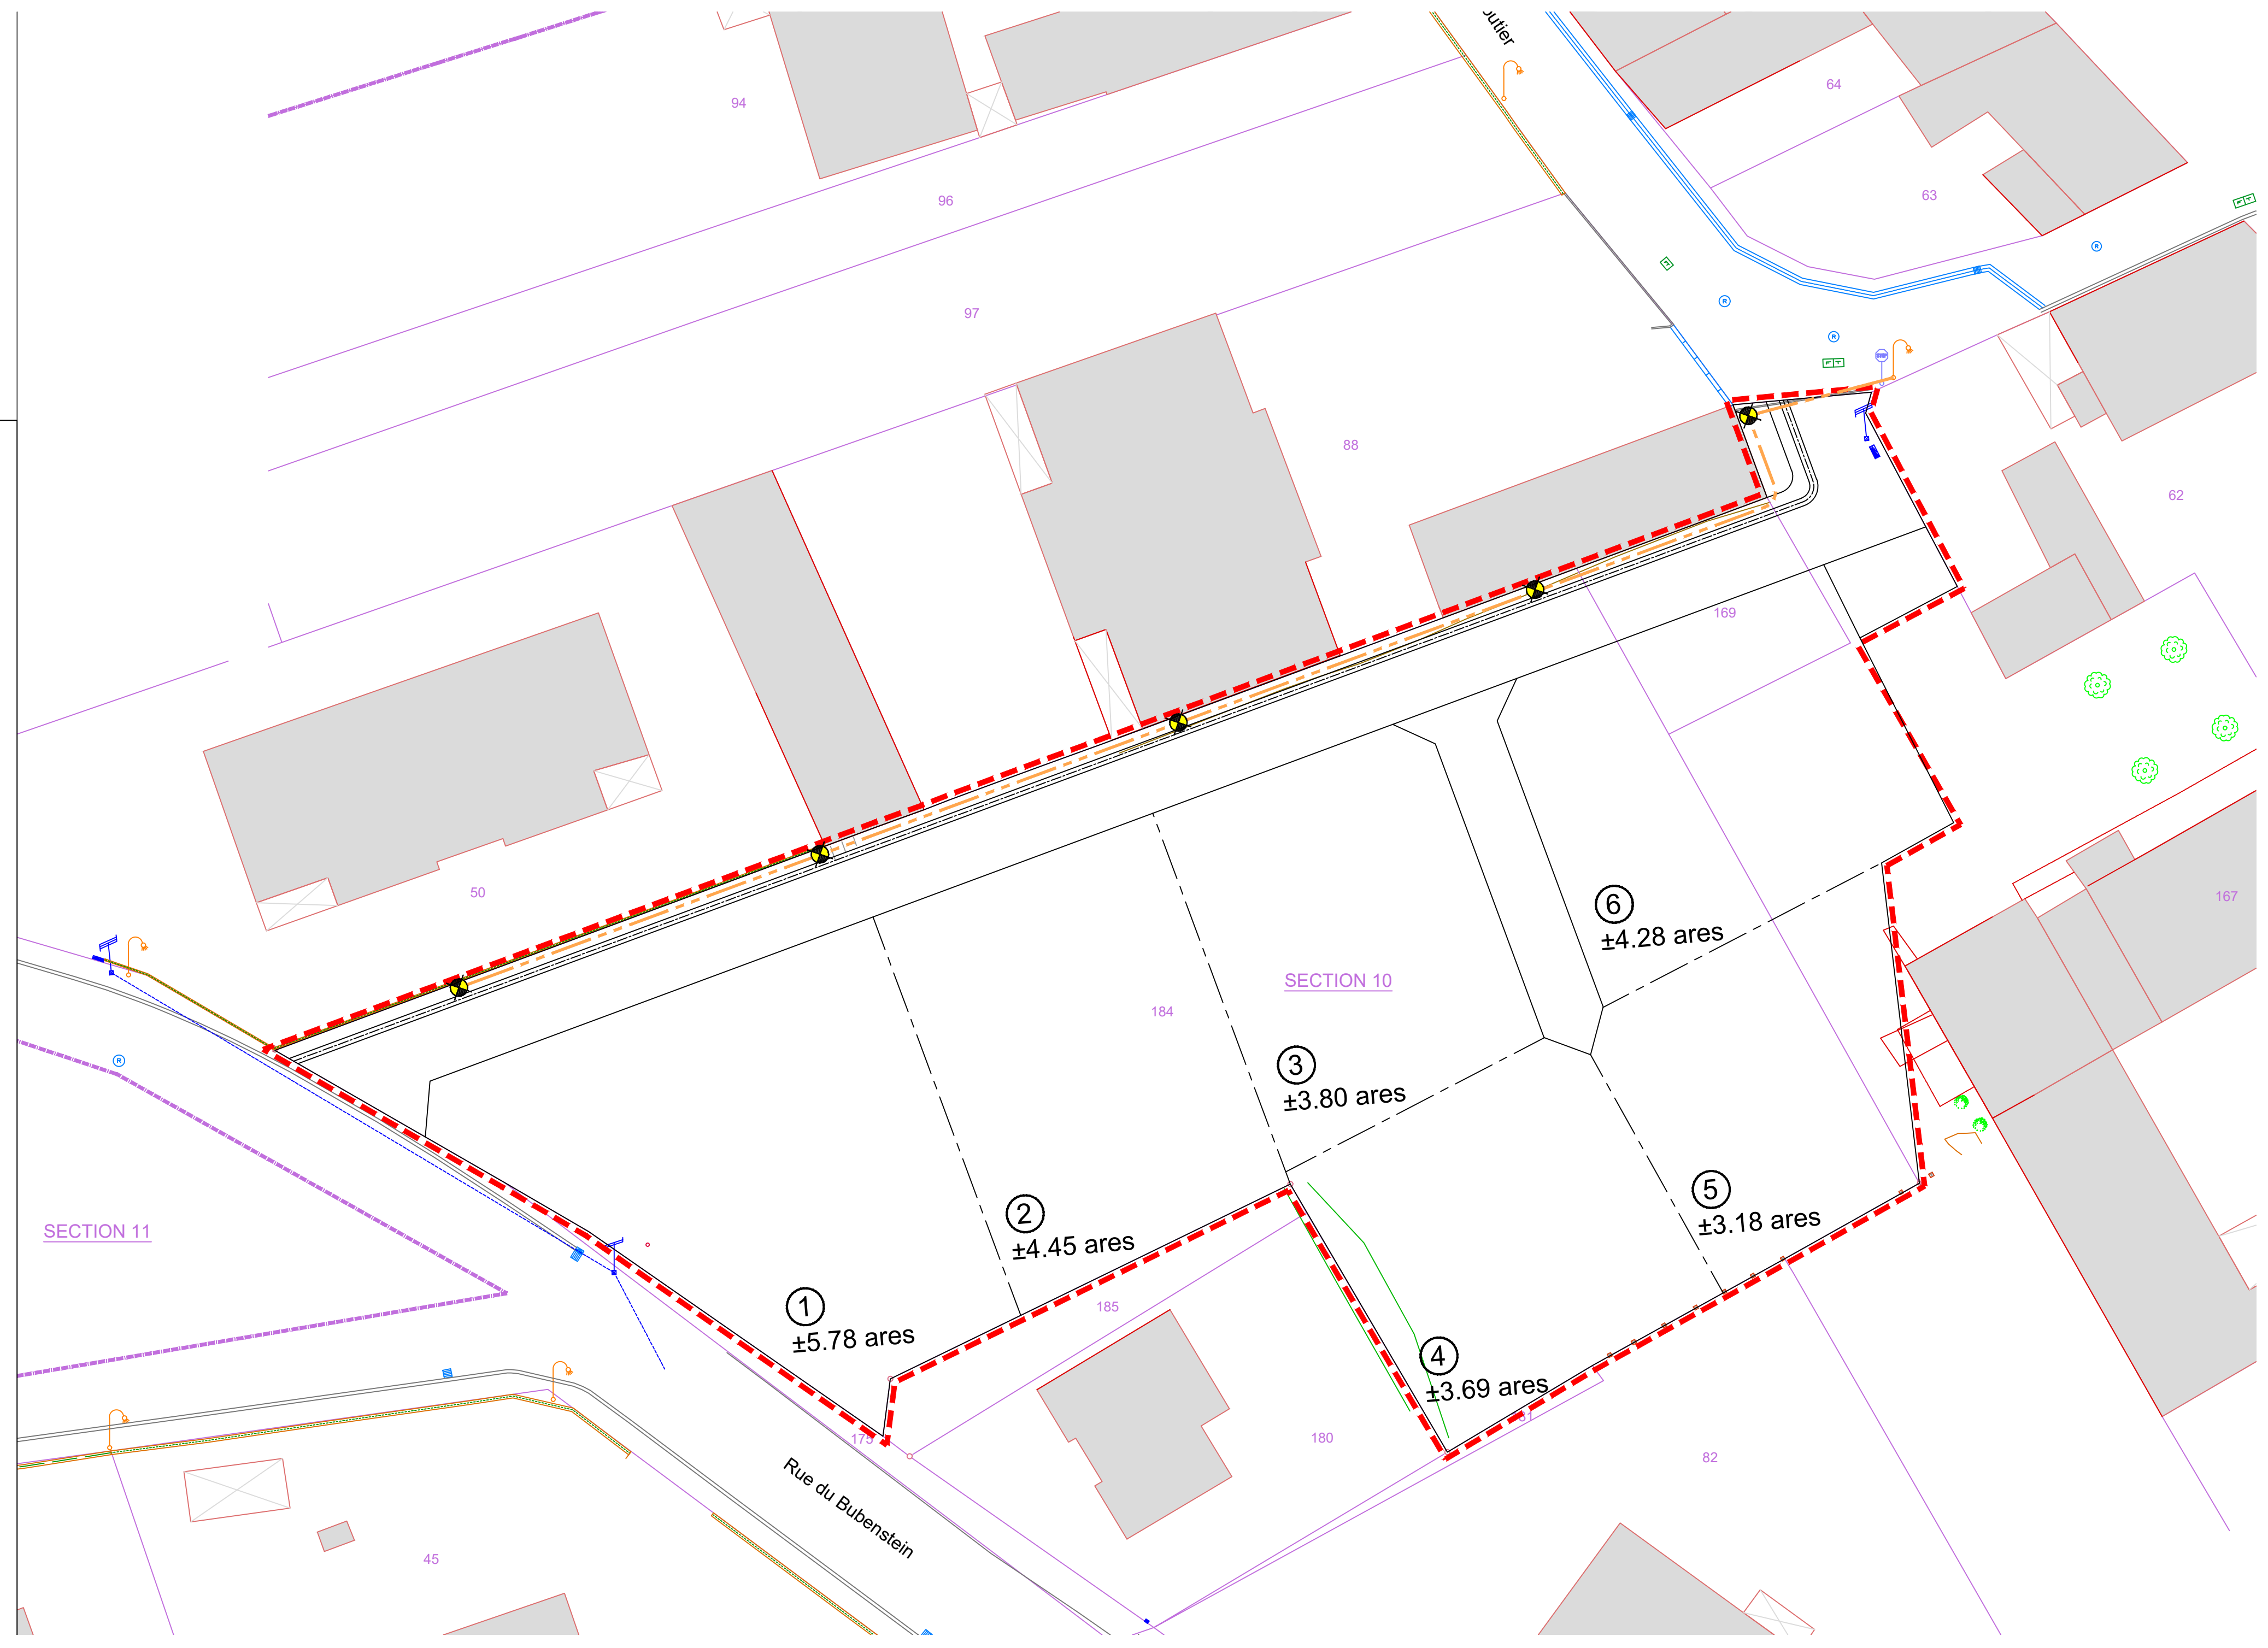 outier
94
64
96
63
97
88
62
169
50
167
6
±4.28 ares
SECTION 10
184
3
±3.80 ares
5
±3.18 ares
2
±4.45 ares
SECTION 11
1
±5.78 ares
185
4
±3.69 ares
175
180
82
Rue du Bubenstein
45
R
R
R
R